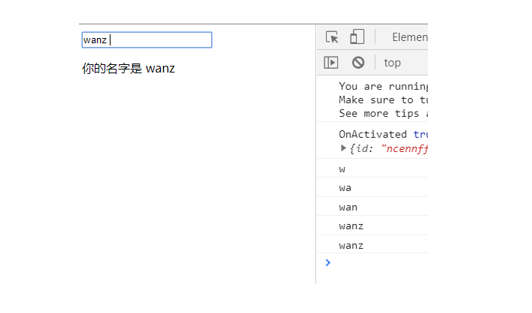 wanz
你的名字是 wanz
Elemen
top
You are running
Make sure to tu
See more tips a
OnActivated tru
{id: "ncennff
w
wa
wan
wanz
wanz